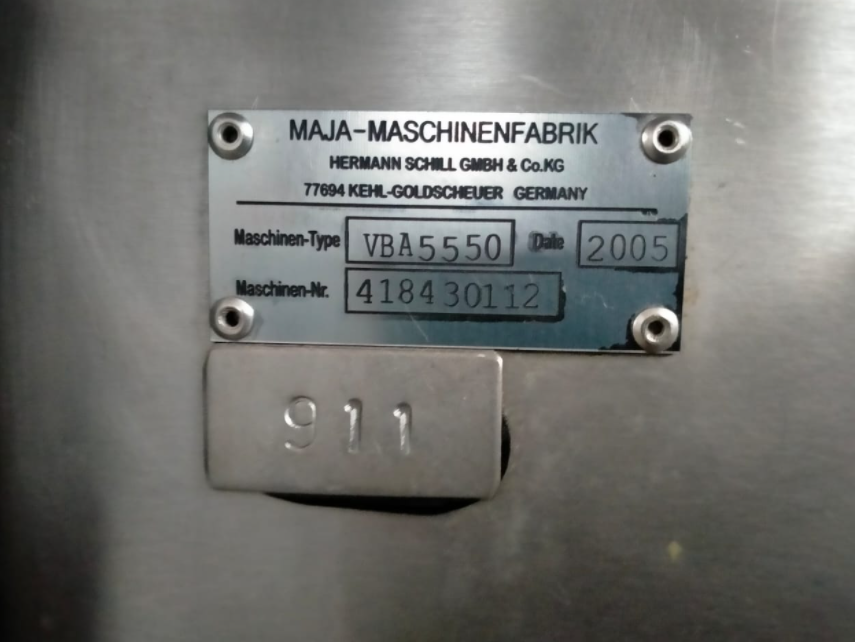 MAJA-MASCHINENFABRIK
HERMANN SCHILL GMBH & Co.KG
77694 KEHL-GOLDSCHEUER GERMANY
Maschinen-Type VBA5550 Date 2005
Maschinen-Nr. 418430112
911